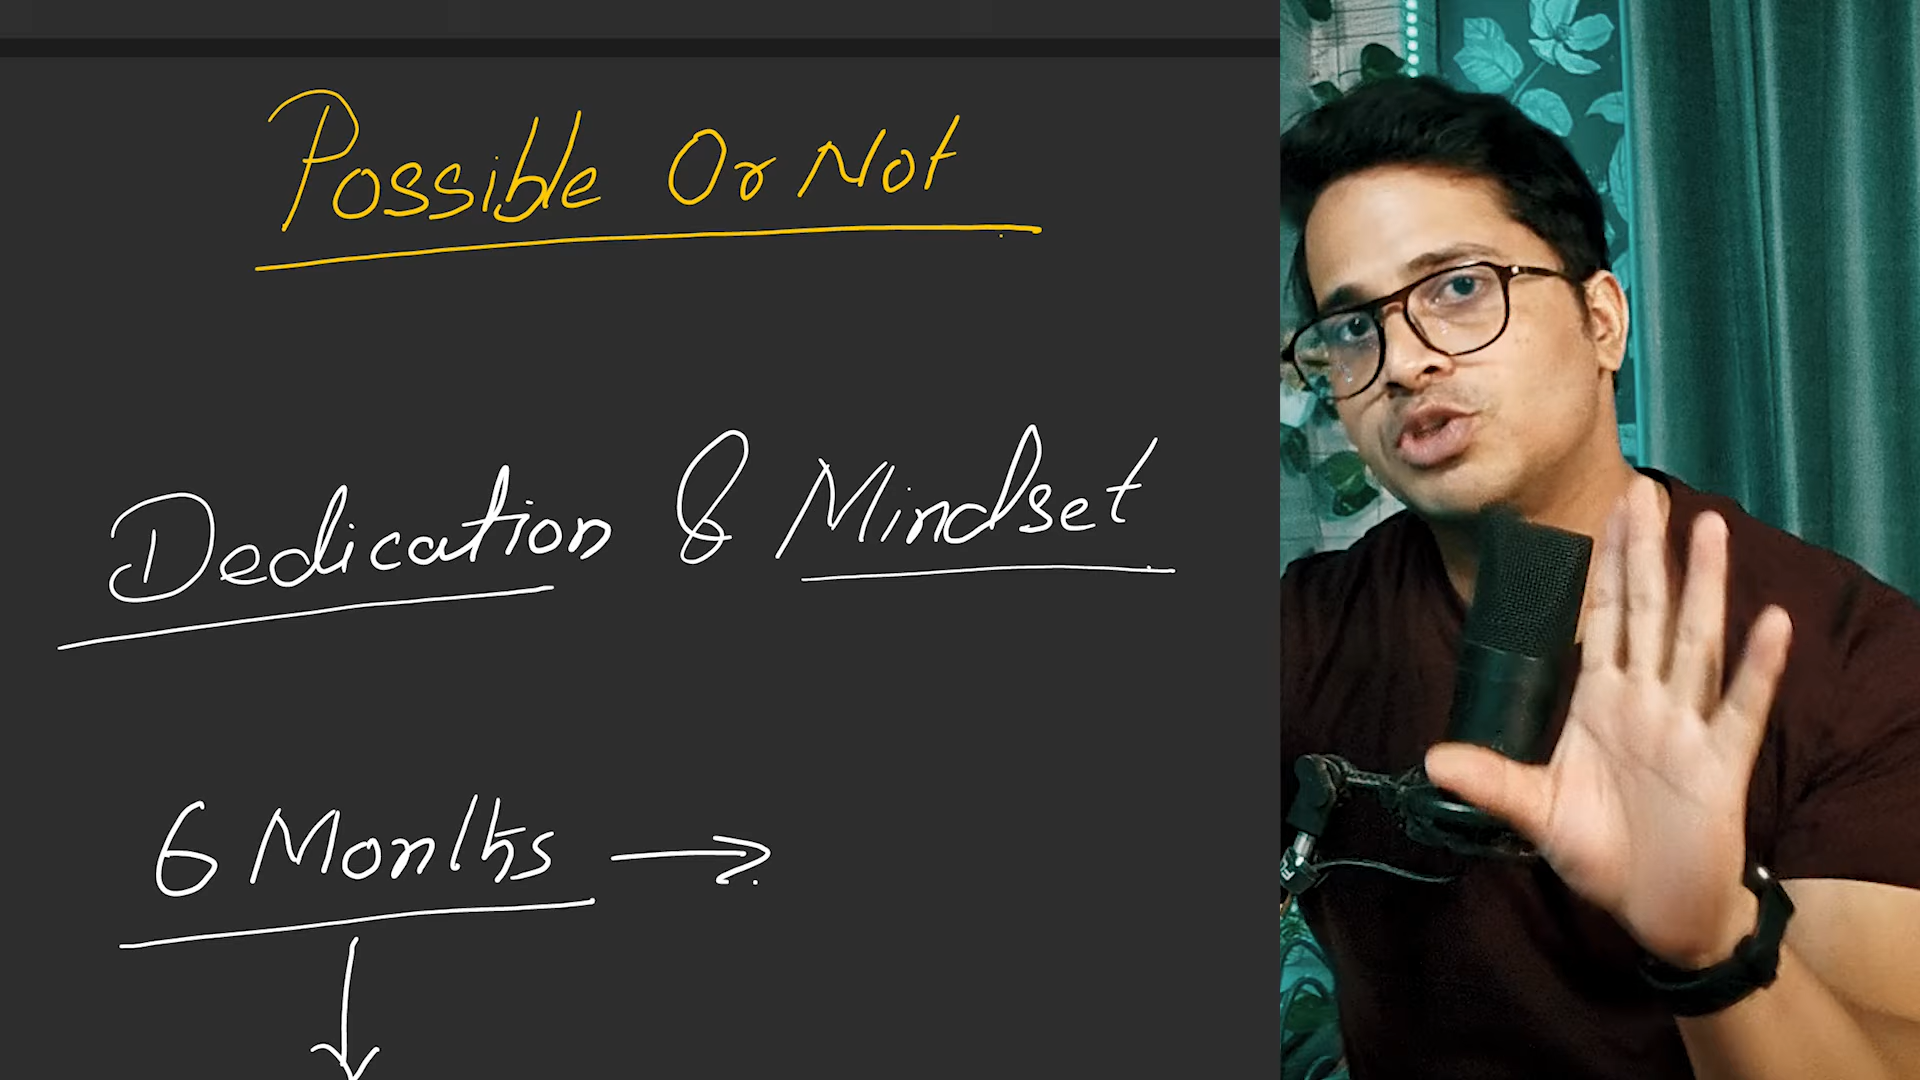 Possible Or Not
Dedication & Mindset
6 Months →